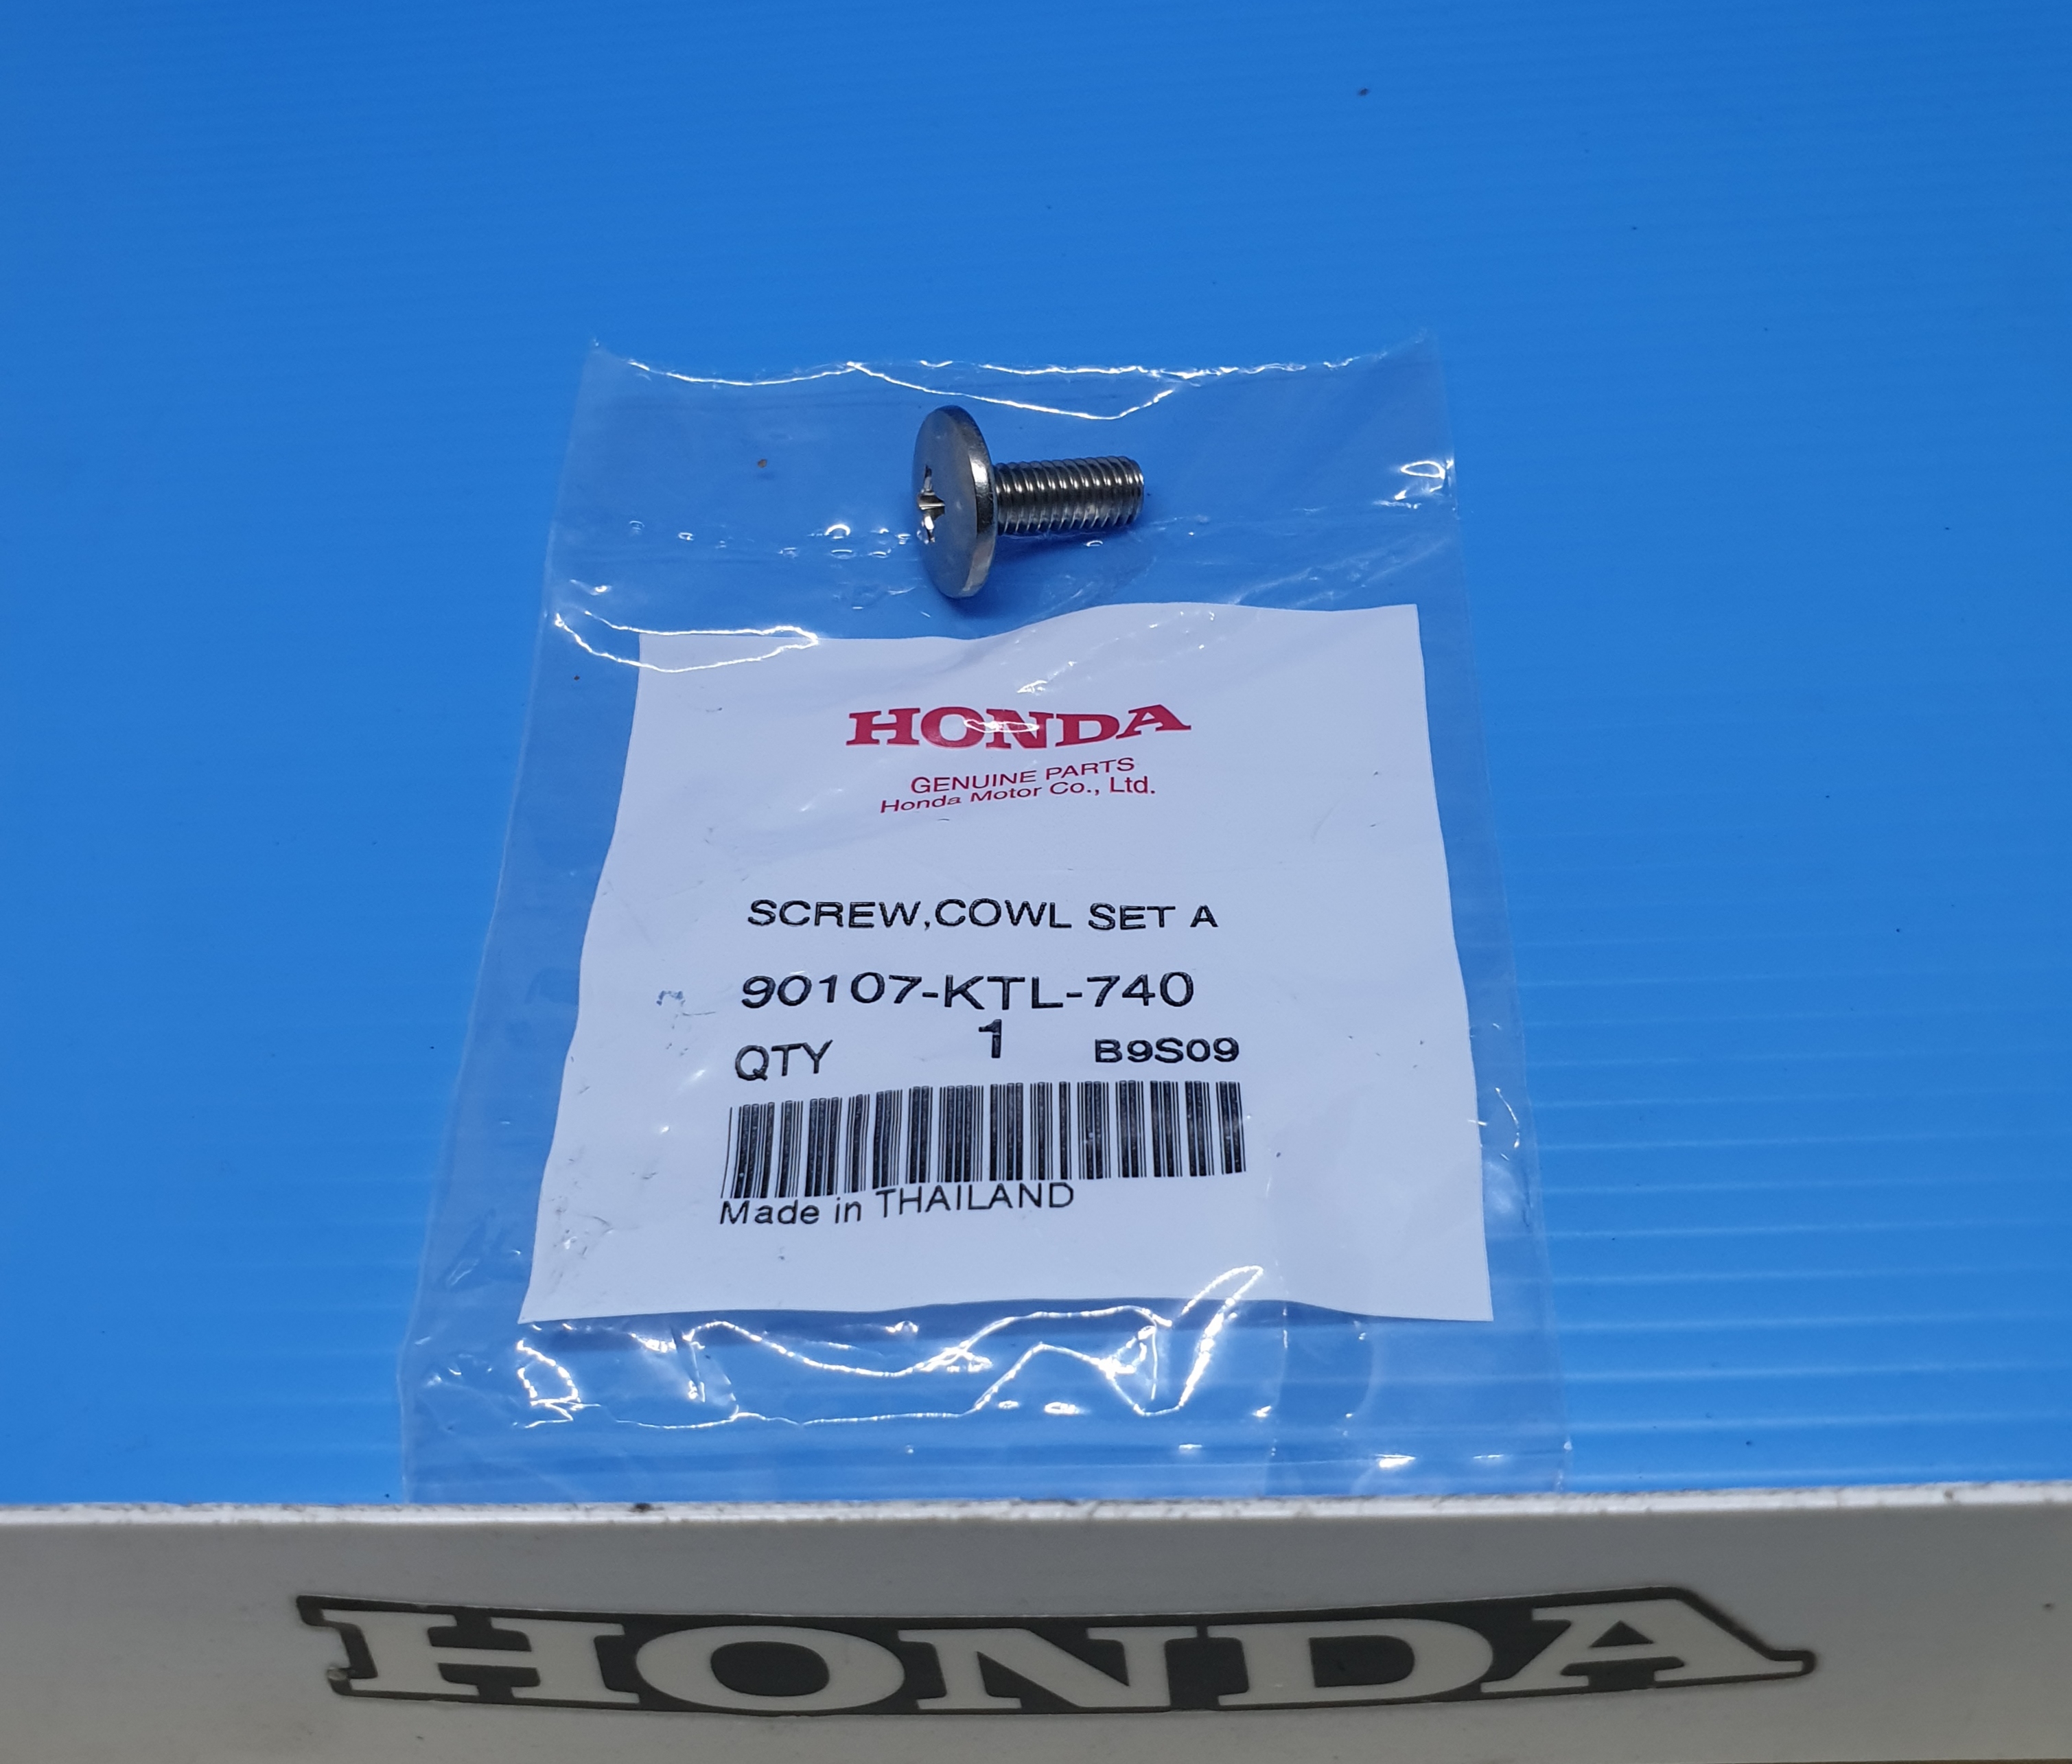 HONDA
GENUINE PARTS
Honda Motor Co., Ltd.
SCREW,COWL SET A
90107-KTL-740
QTY 1 B9S09
Made in THAILAND
HONDA